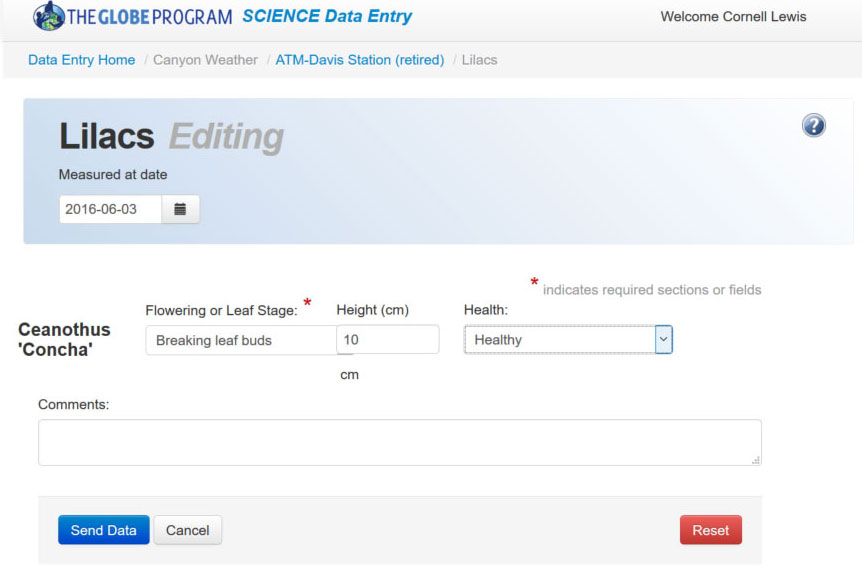 THE GLOBE PROGRAM SCIENCE Data Entry Welcome Cornell Lewis
Data Entry Home / Canyon Weather / ATM-Davis Station (retired) / Lilacs
Lilacs Editing ?
Measured at date
2016-06-03
* indicates required sections or fields
Flowering or Leaf Stage: * Height (cm) Health:
Ceanothus
'Concha'
Breaking leaf buds 10 Healthy
cm
Comments:
Send Data Cancel Reset